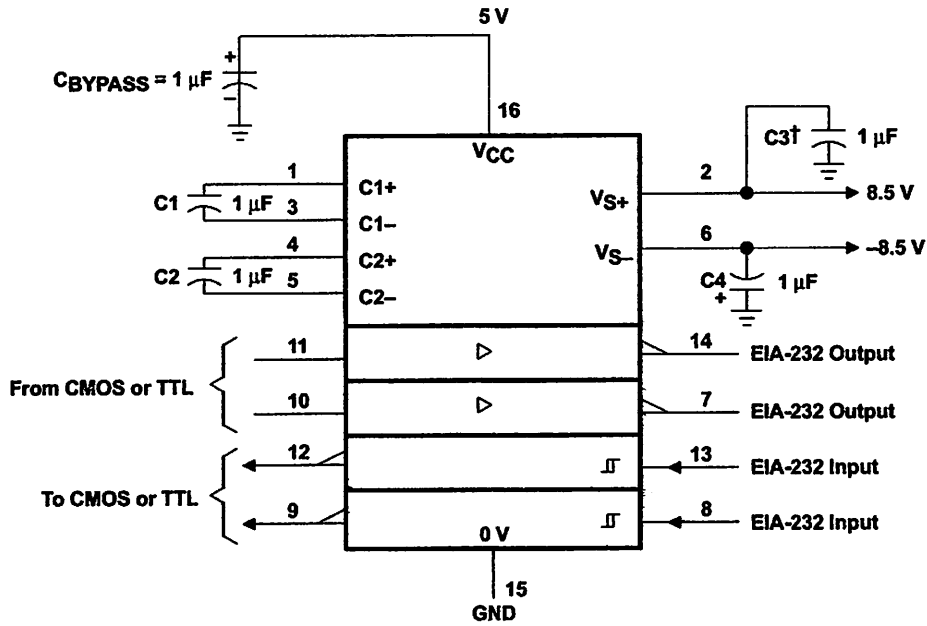 5 V
CBYPASS = 1 μF
+
–
16
VCC
C3†
1 μF
1
C1+
2
VS+
8.5 V
C1
1 μF
3
C1–
4
C2+
6
VS–
–8.5 V
C2
1 μF
5
C2–
C4
+
1 μF
11
14
EIA-232 Output
From CMOS or TTL
10
7
EIA-232 Output
12
13
EIA-232 Input
To CMOS or TTL
9
8
EIA-232 Input
0 V
15
GND